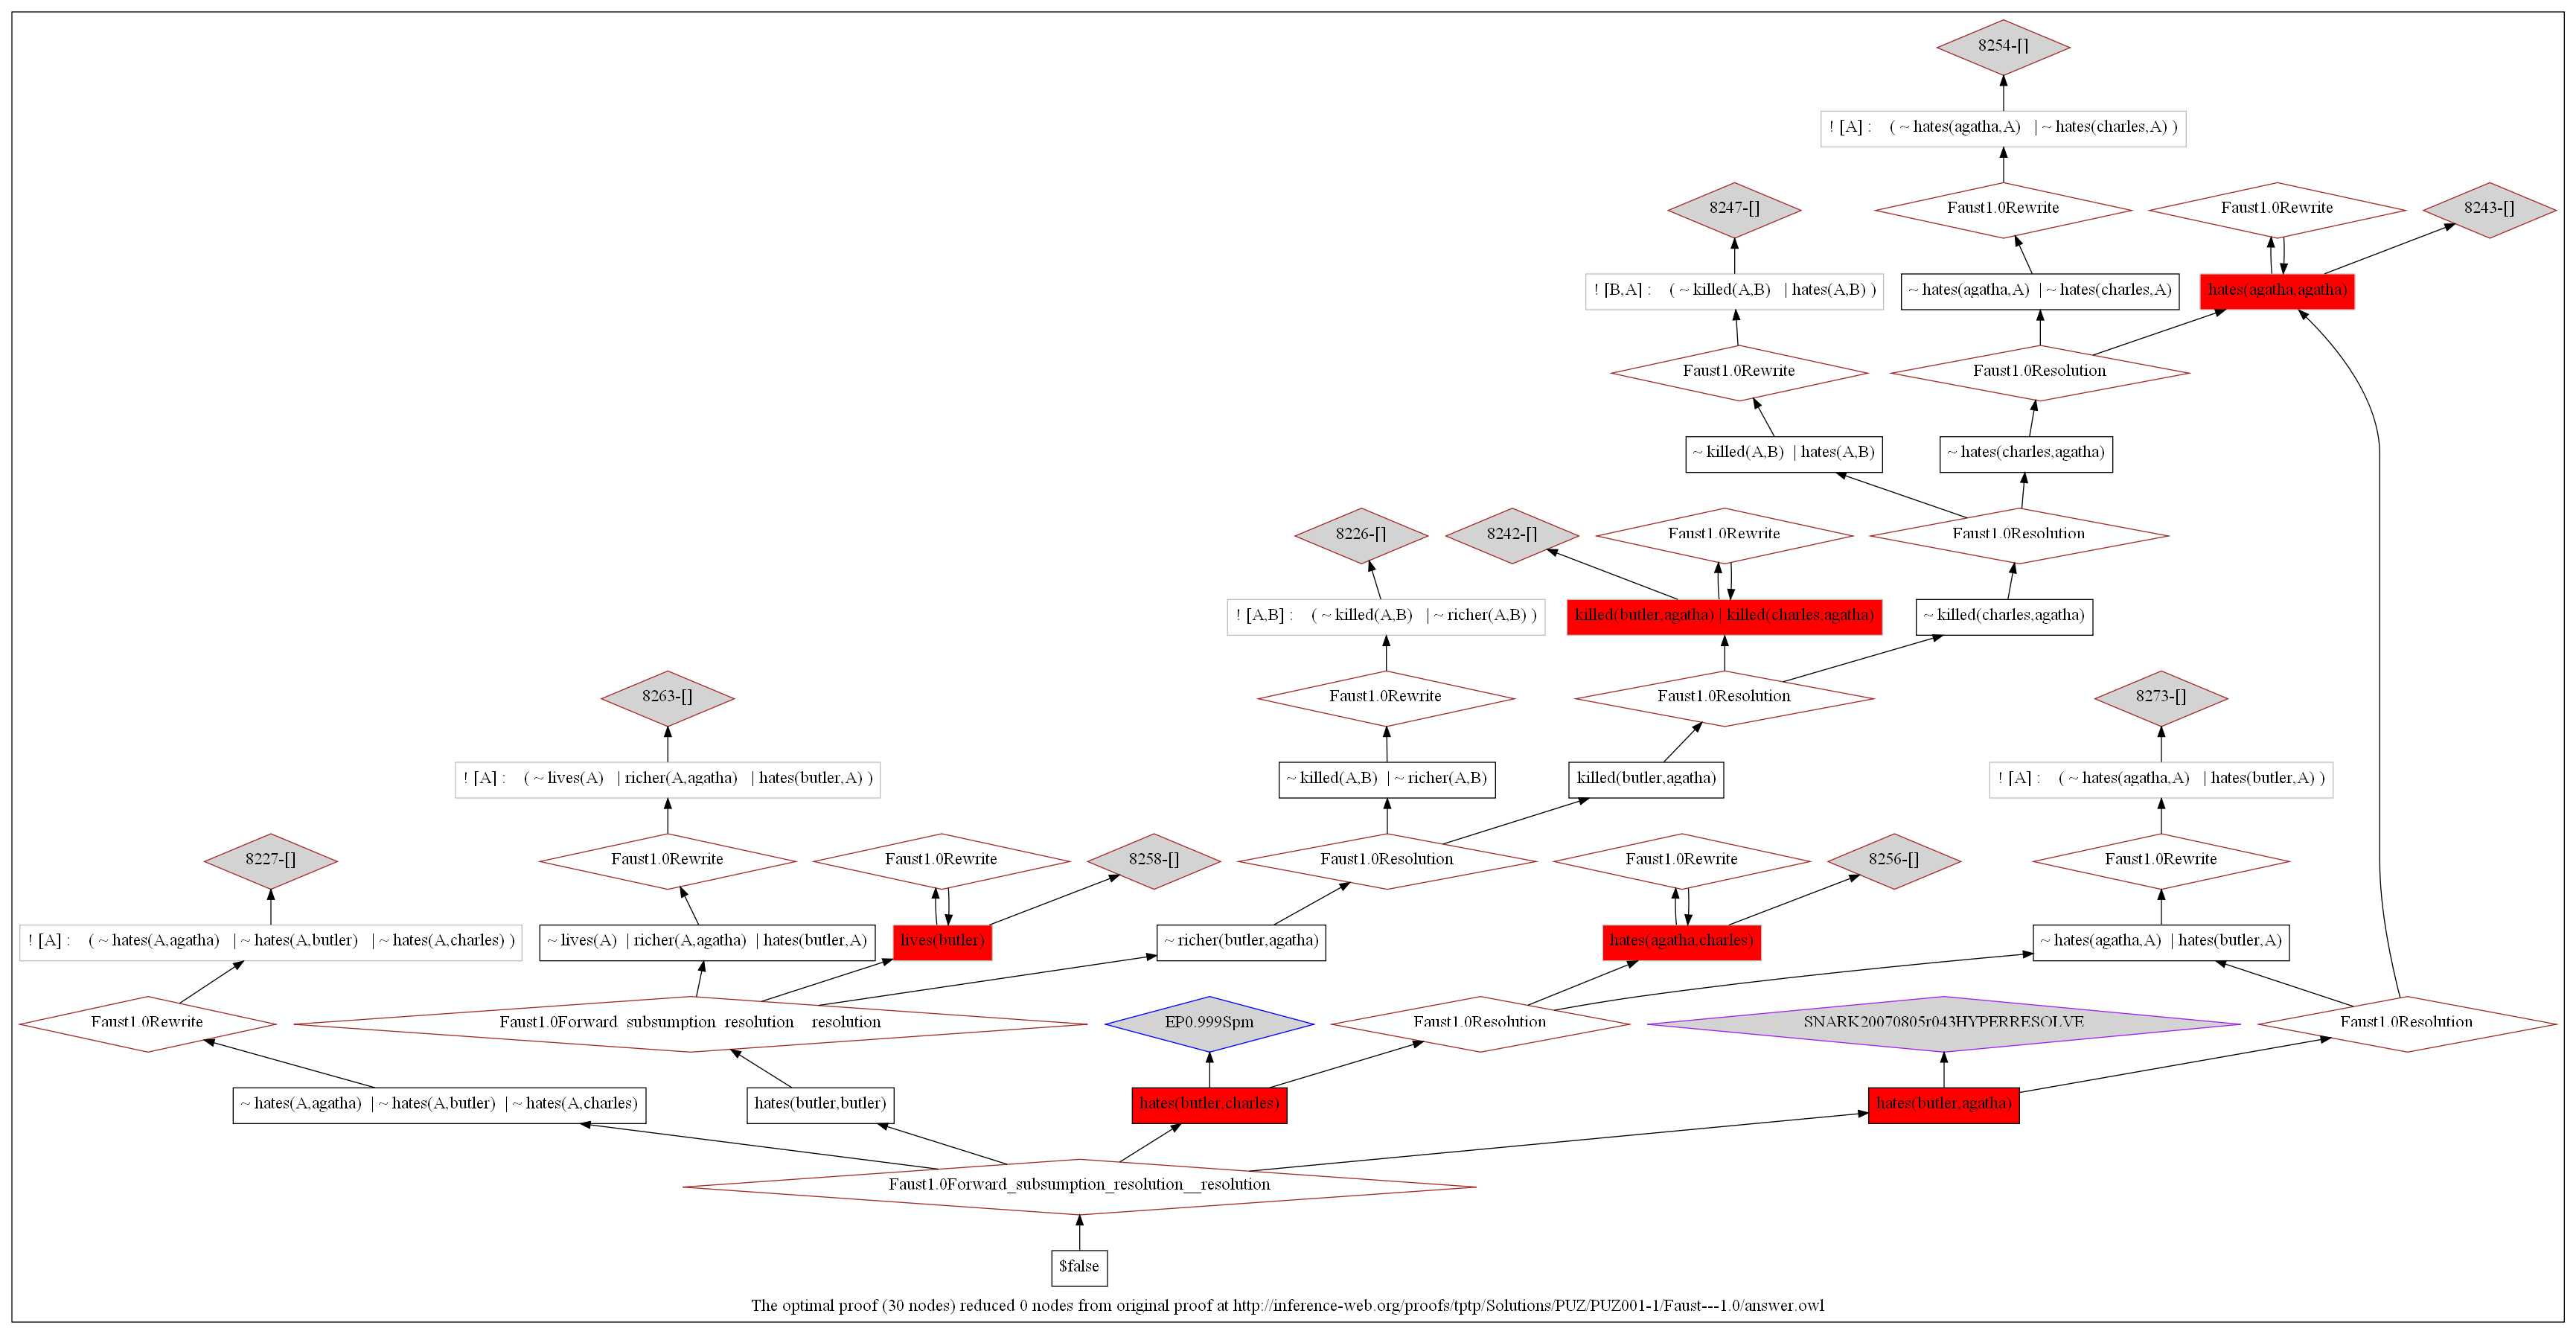 8254-[]
! [A] : ( ~ hates(agatha,A) | ~ hates(charles,A) )
8247-[]
Faust1.0Rewrite
Faust1.0Rewrite
8243-[]
! [B,A] : ( ~ killed(A,B) | hates(A,B) )
~ hates(agatha,A) | ~ hates(charles,A)
hates(agatha,agatha)
Faust1.0Rewrite
Faust1.0Resolution
~ killed(A,B) | hates(A,B)
~ hates(charles,agatha)
8226-[]
8242-[]
Faust1.0Rewrite
Faust1.0Resolution
! [A,B] : ( ~ killed(A,B) | ~ richer(A,B) )
killed(butler,agatha) | killed(charles,agatha)
~ killed(charles,agatha)
8263-[]
Faust1.0Rewrite
Faust1.0Resolution
8273-[]
! [A] : ( ~ lives(A) | richer(A,agatha) | hates(butler,A) )
~ killed(A,B) | ~ richer(A,B)
killed(butler,agatha)
! [A] : ( ~ hates(agatha,A) | hates(butler,A) )
8227-[]
Faust1.0Rewrite
Faust1.0Rewrite
8258-[]
Faust1.0Resolution
Faust1.0Rewrite
8256-[]
Faust1.0Rewrite
! [A] : ( ~ hates(A,agatha) | ~ hates(A,butler) | ~ hates(A,charles) )
~ lives(A) | richer(A,agatha) | hates(butler,A)
lives(butler)
~ richer(butler,agatha)
hates(agatha,charles)
~ hates(agatha,A) | hates(butler,A)
Faust1.0Rewrite
Faust1.0Forward_subsumption_resolution__resolution
EP0.999Spm
Faust1.0Resolution
SNARK20070805r043HYPERRESOLVE
Faust1.0Resolution
~ hates(A,agatha) | ~ hates(A,butler) | ~ hates(A,charles)
hates(butler,butler)
hates(butler,charles)
hates(butler,agatha)
Faust1.0Forward_subsumption_resolution__resolution
$false
The optimal proof (30 nodes) reduced 0 nodes from original proof at http://inference-web.org/proofs/tptp/Solutions/PUZ/PUZ001-1/Faust---1.0/answer.owl